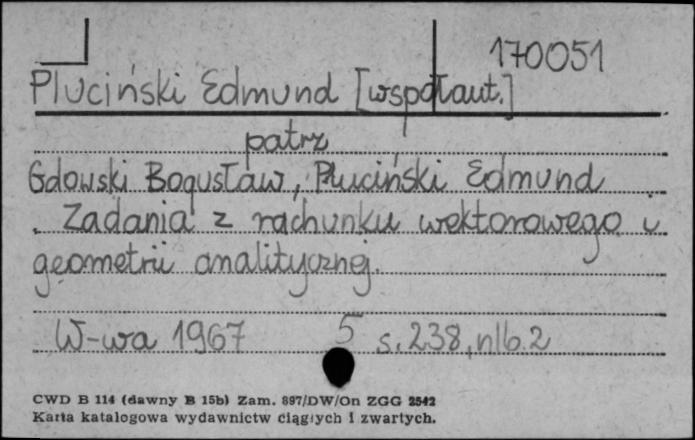 170051
Pluciński Edmund [współaut.]
patrz
Gdowski Bogusław, Pluciński Edmund
Zadania z rachunku wektorowego i
geometrii analitycznej.
W-wa 1967 5 s. 238, nlb. 2
CWD B 114 (dawny B 15b) Zam. 897/DW/On ZGG 2542
Karta katalogowa wydawnictw ciągłych i zwartych.